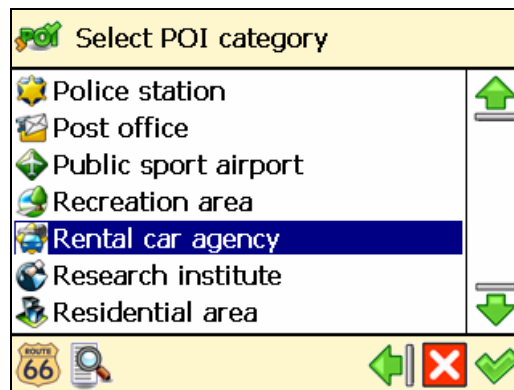 POI Select POI category
Police station
Post office
Public sport airport
Recreation area
Rental car agency
Research institute
Residential area
ROUTE
66